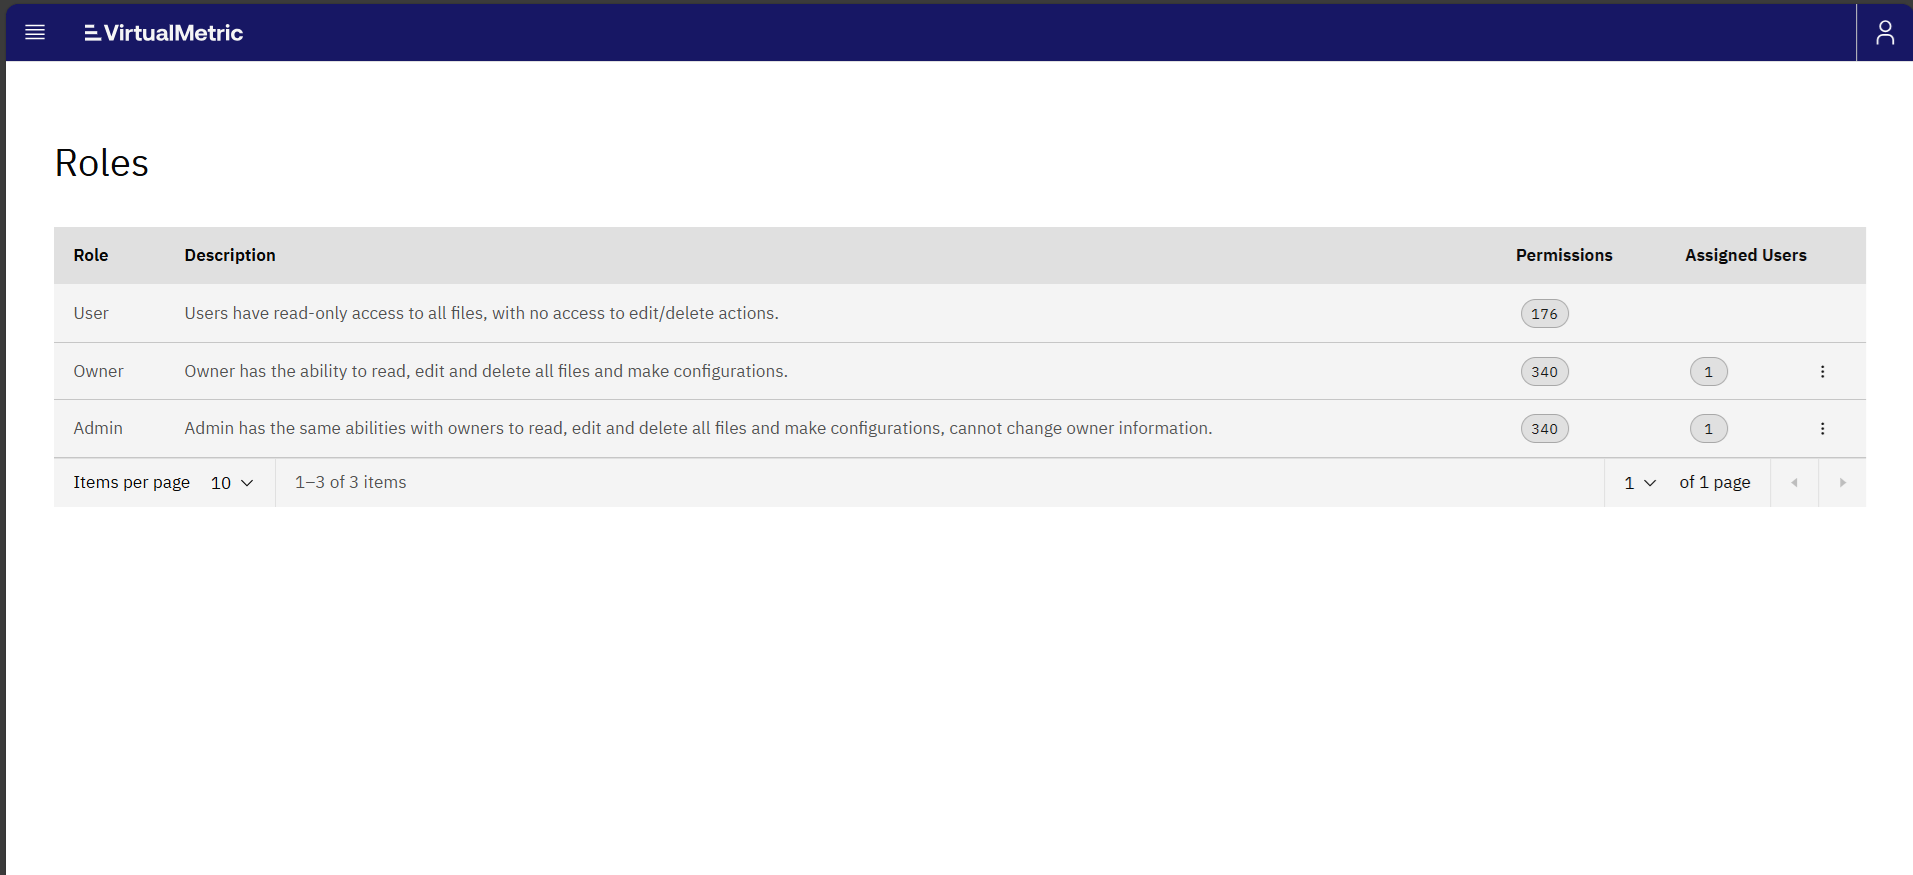 VirtualMetric
Roles
Role Description Permissions Assigned Users
User Users have read-only access to all files, with no access to edit/delete actions. 176
Owner Owner has the ability to read, edit and delete all files and make configurations. 340 1
Admin Admin has the same abilities with owners to read, edit and delete all files and make configurations, cannot change owner information. 340 1
Items per page 10 1–3 of 3 items 1 of 1 page